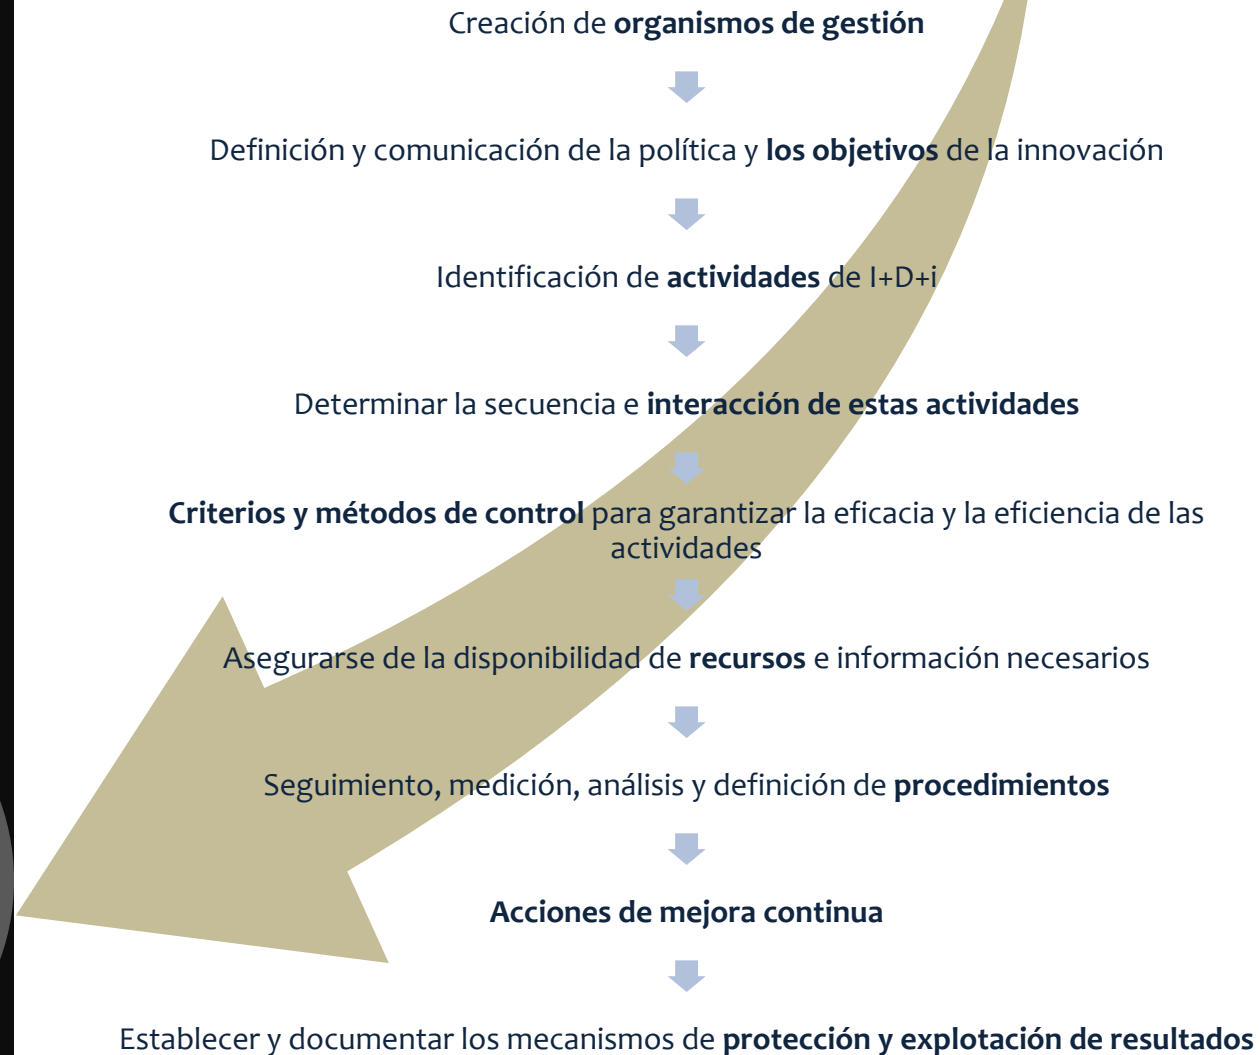 Creación de organismos de gestión
Definición y comunicación de la política y los objetivos de la innovación
Identificación de actividades de I+D+i
Determinar la secuencia e interacción de estas actividades
Criterios y métodos de control para garantizar la eficacia y la eficiencia de las
actividades
Asegurarse de la disponibilidad de recursos e información necesarios
Seguimiento, medición, análisis y definición de procedimientos
Acciones de mejora continua
Establecer y documentar los mecanismos de protección y explotación de resultados